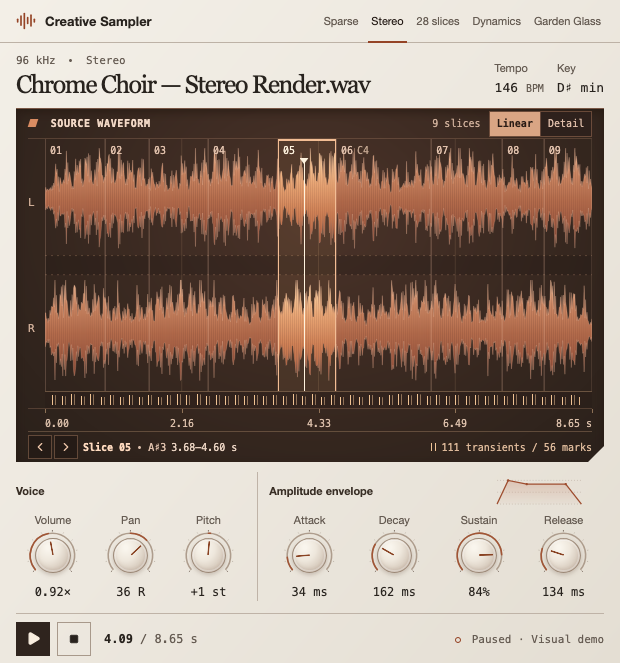 Creative Sampler
Sparse Stereo 28 slices Dynamics Garden Glass
96 kHz • Stereo
Chrome Choir — Stereo Render.wav
Tempo Key
146 BPM D♯ min
SOURCE WAVEFORM 9 slices Linear Detail
01 02 03 04 05 06 C4 07 08 09
L
R
0.00 2.16 4.33 6.49 8.65 s
Slice 05 • A♯3 3.68–4.60 s 111 transients / 56 marks
Voice Amplitude envelope
Volume Pan Pitch Attack Decay Sustain Release
0.92× 36 R +1 st 34 ms 162 ms 84% 134 ms
4.09 / 8.65 s Paused · Visual demo